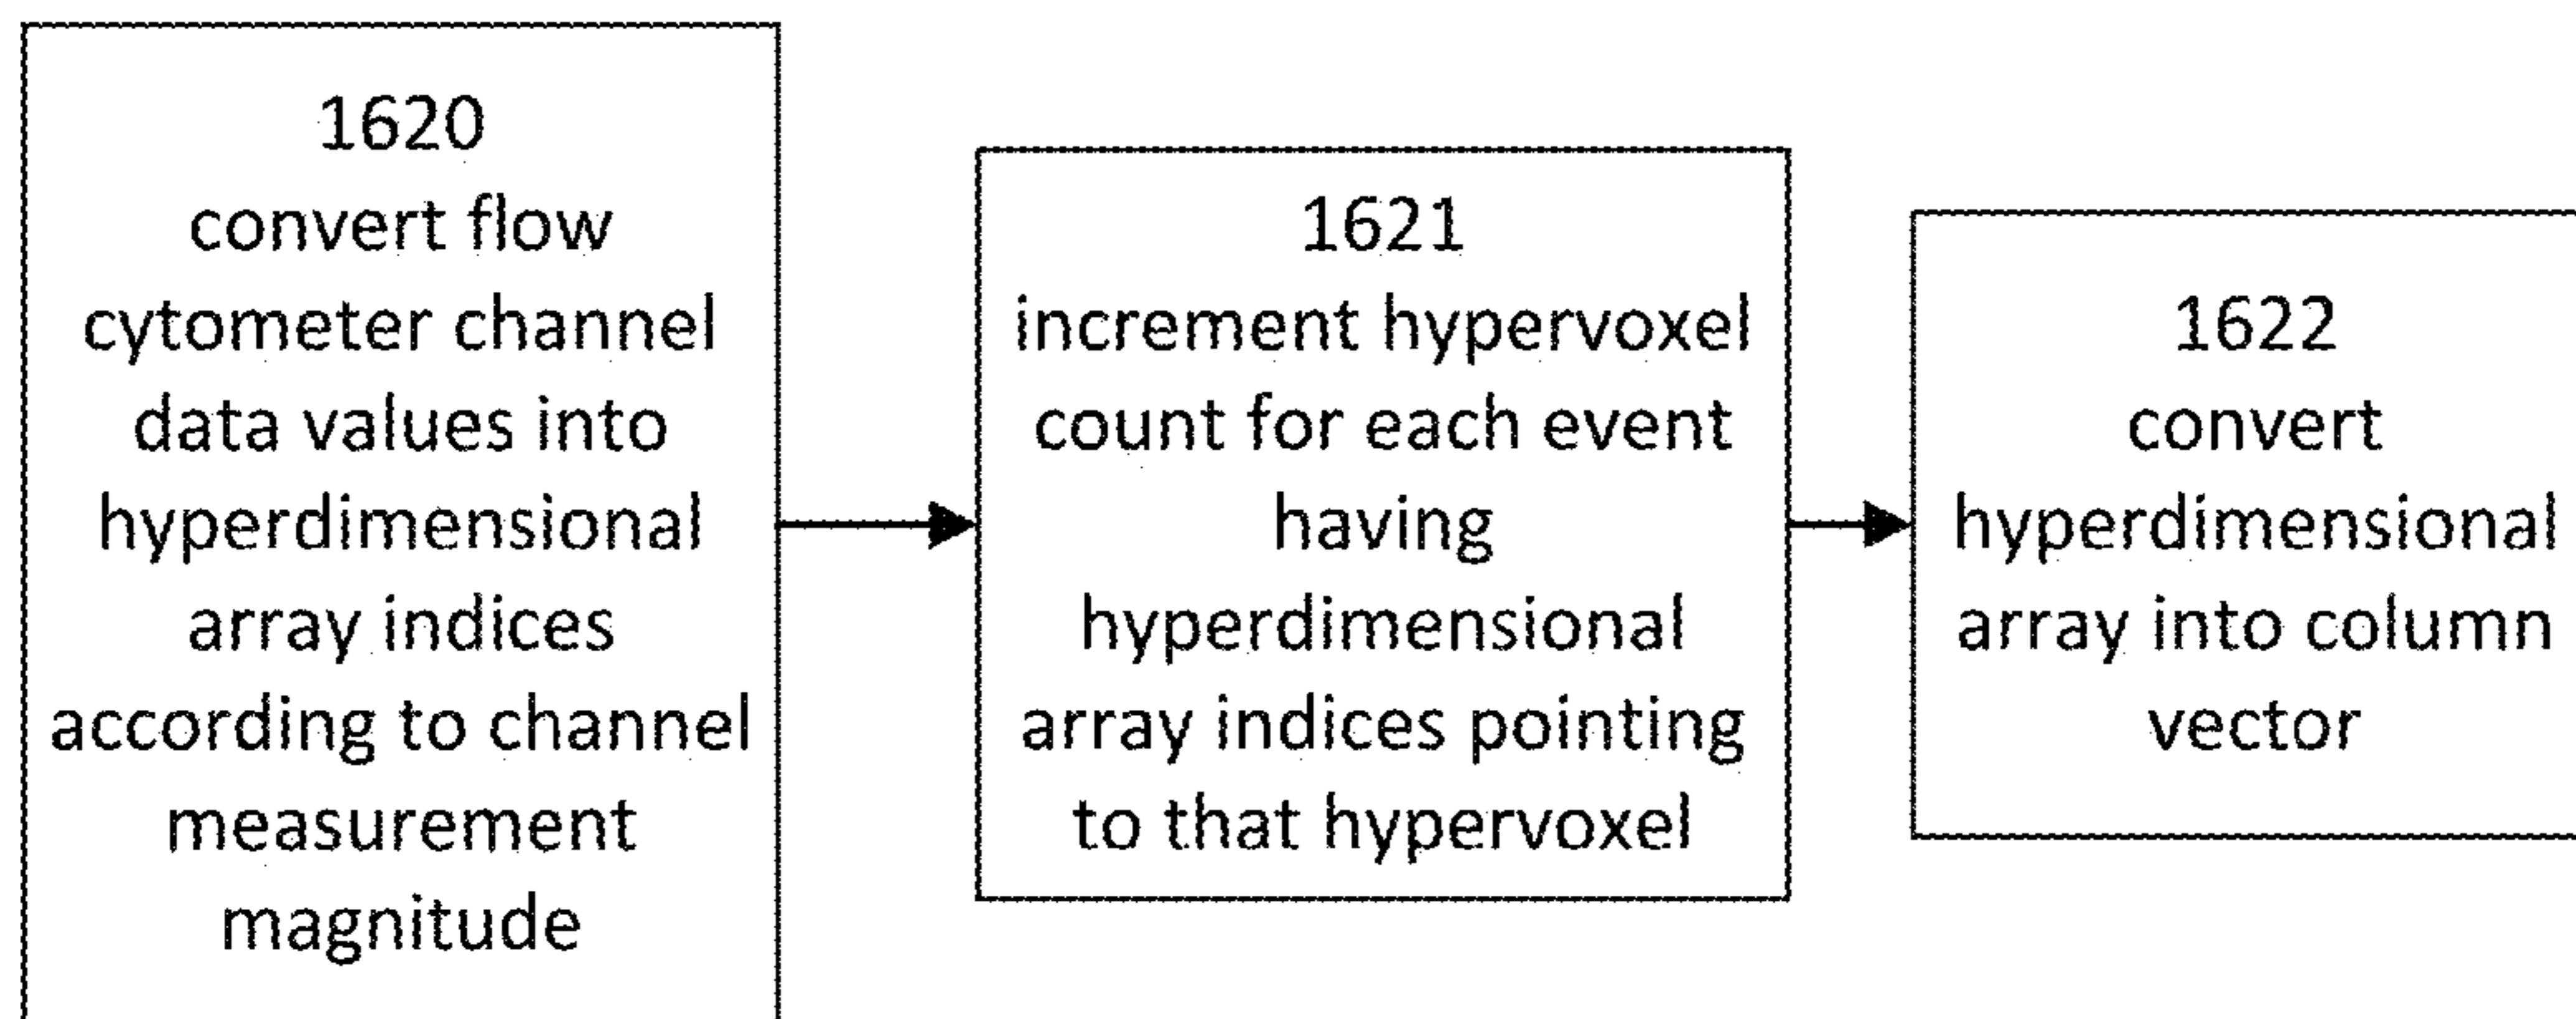 1620
convert flow
cytometer channel
data values into
hyperdimensional
array indices
according to channel
measurement
magnitude
1621
increment hypervoxel
count for each event
having
hyperdimensional
array indices pointing
to that hypervoxel
1622
convert
hyperdimensional
array into column
vector